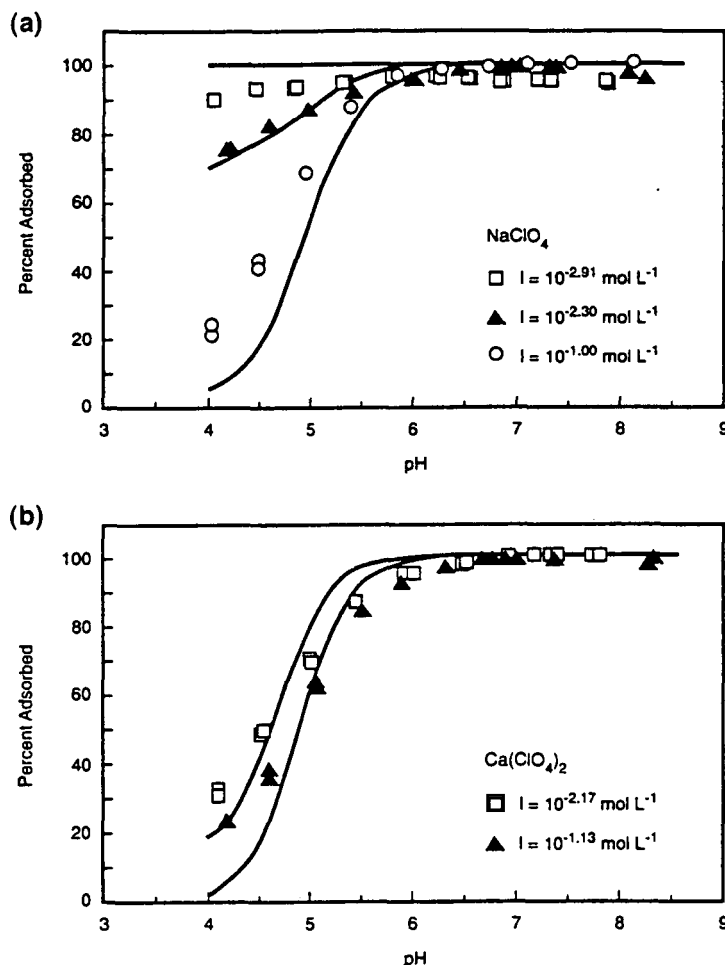 (a)
100
80
60
40
20
0
Percent Adsorbed
NaClO4
I = 10^-2.91 mol L^-1
I = 10^-2.30 mol L^-1
I = 10^-1.00 mol L^-1
3 4 5 6 7 8 9
pH
(b)
100
80
60
40
20
0
Percent Adsorbed
Ca(ClO4)2
I = 10^-2.17 mol L^-1
I = 10^-1.13 mol L^-1
3 4 5 6 7 8 9
pH